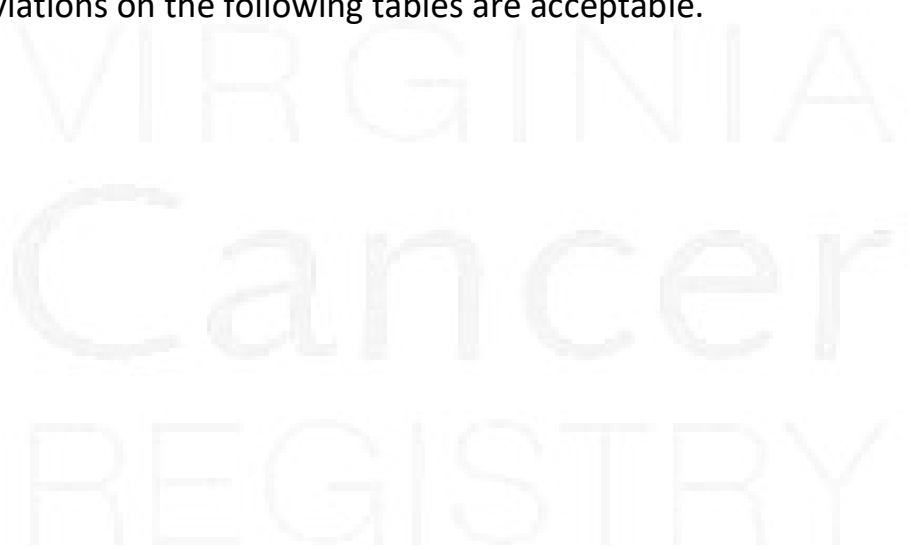 viations on the following tables are acceptable.
VIRGINIA
Cancer
REGISTRY